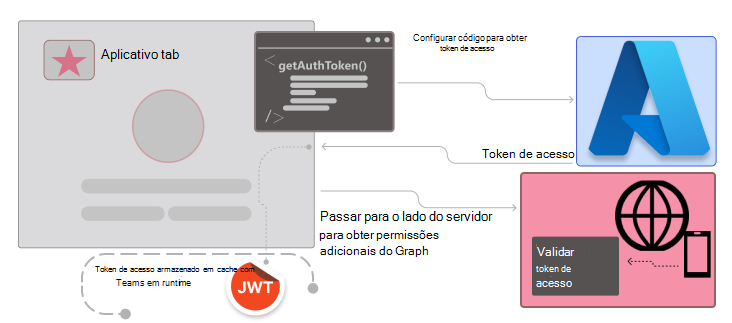 Aplicativo tab
< getAuthToken()
/>
Configurar código para obter
token de acesso
Token de acesso
Passar para o lado do servidor
para obter permissões
adicionais do Graph
Validar
token de
acesso
Token de acesso armazenado em cache com
Teams em runtime
JWT